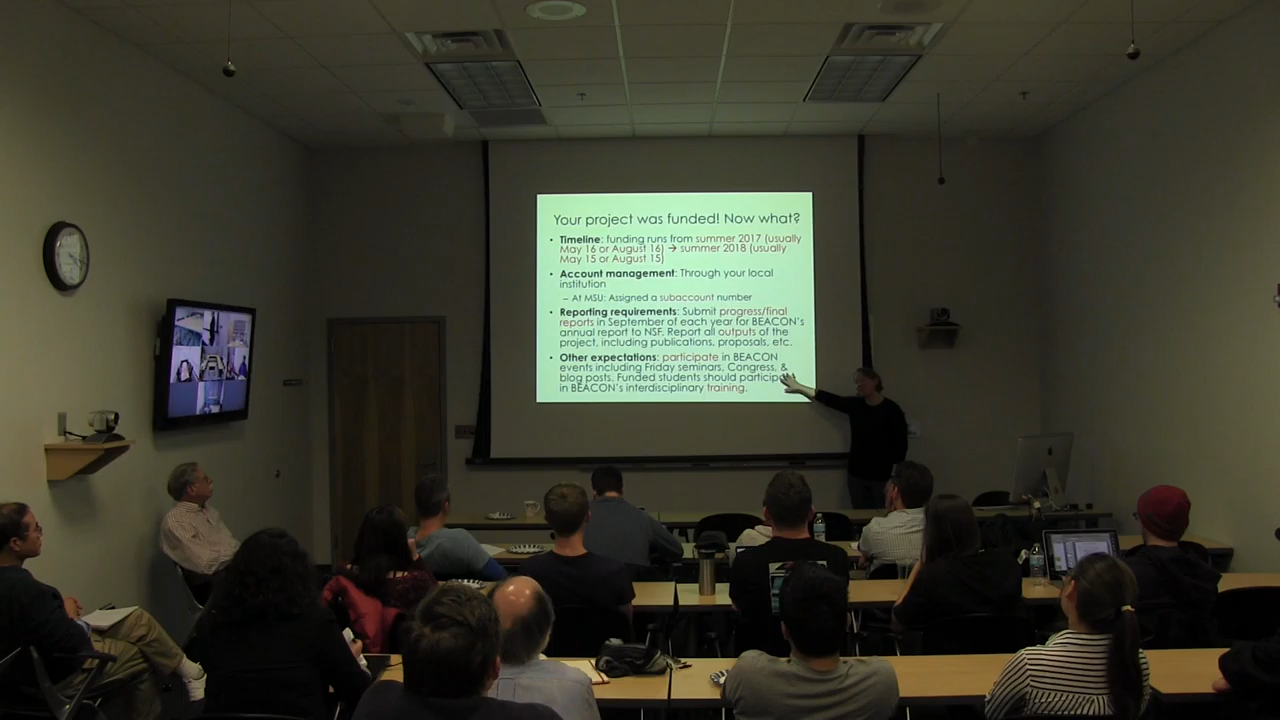 Your project was funded! Now what?
• Timeline: funding runs from summer 2017 (usually
May 16 or August 16) → summer 2018 (usually
May 15 or August 15)
• Account management: Through your local
institution
– At MSU: Assigned a subaccount number
• Reporting requirements: Submit progress/final
reports in September of each year for BEACON's
annual report to NSF. Report all outputs of the
project, including publications, proposals, etc.
• Other expectations: participate in BEACON
events including Friday seminars, Congress, &
blog posts. Funded students should particip
in BEACON's interdisciplinary training.